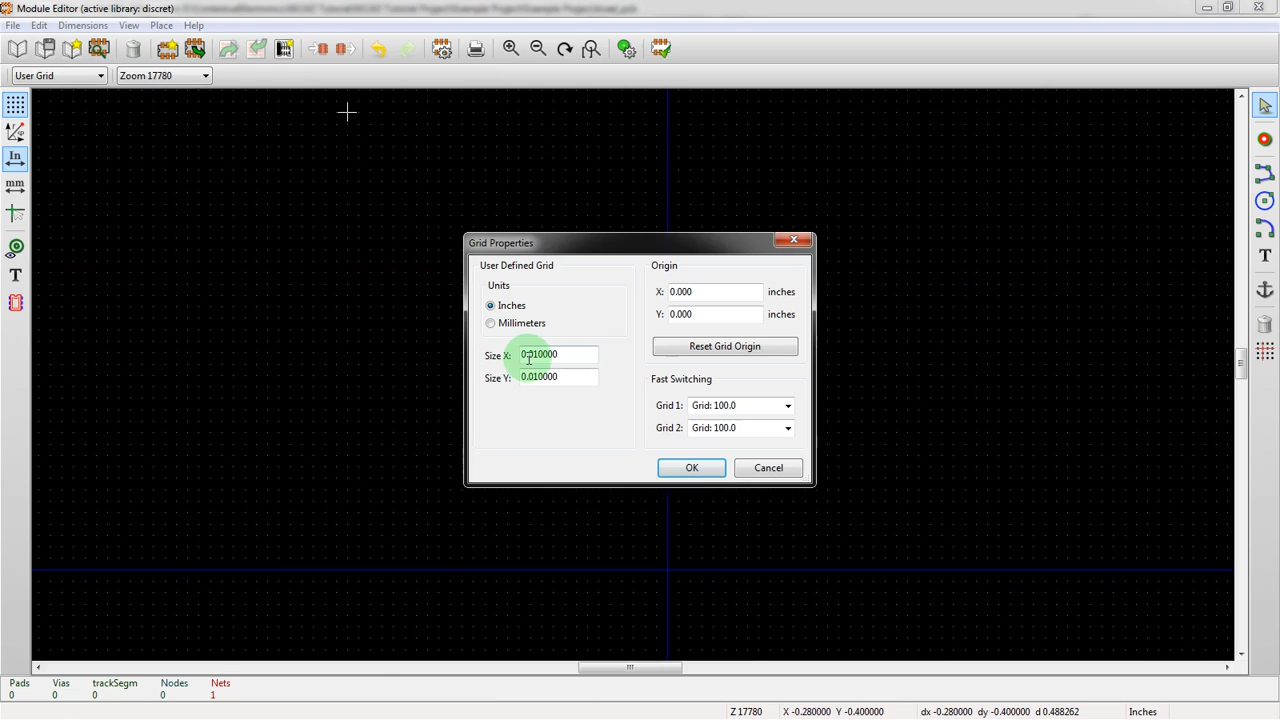 Module Editor (active library: discret)
File Edit Dimensions View Place Help
User Grid Zoom 17780
In
mm
T
T
Grid Properties
User Defined Grid
Units
Inches
Millimeters
Size X: 0.010000
Size Y: 0.010000
Origin
X: 0.000 inches
Y: 0.000 inches
Reset Grid Origin
Fast Switching
Grid 1: Grid: 100.0
Grid 2: Grid: 100.0
OK Cancel
Pads Vias trackSegm Nodes Nets
0 0 0 0 1
Z 17780 X -0.280000 Y -0.400000 dx -0.280000 dy -0.400000 d 0.488262 Inches